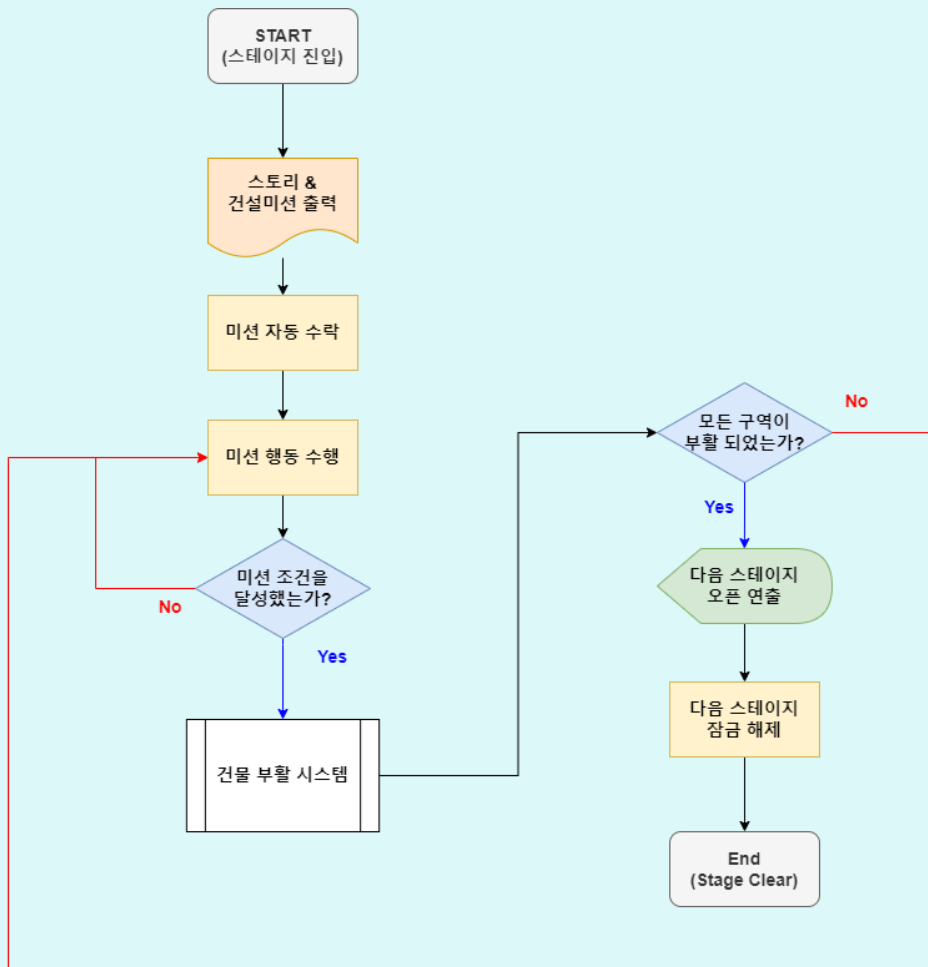 START
(스테이지 진입)
스토리 &
건설미션 출력
미션 자동 수락
미션 행동 수행
미션 조건을
달성했는가?
No
Yes
건물 부활 시스템
모든 구역이
부활 되었는가?
No
Yes
다음 스테이지
오픈 연출
다음 스테이지
잠금 해제
End
(Stage Clear)